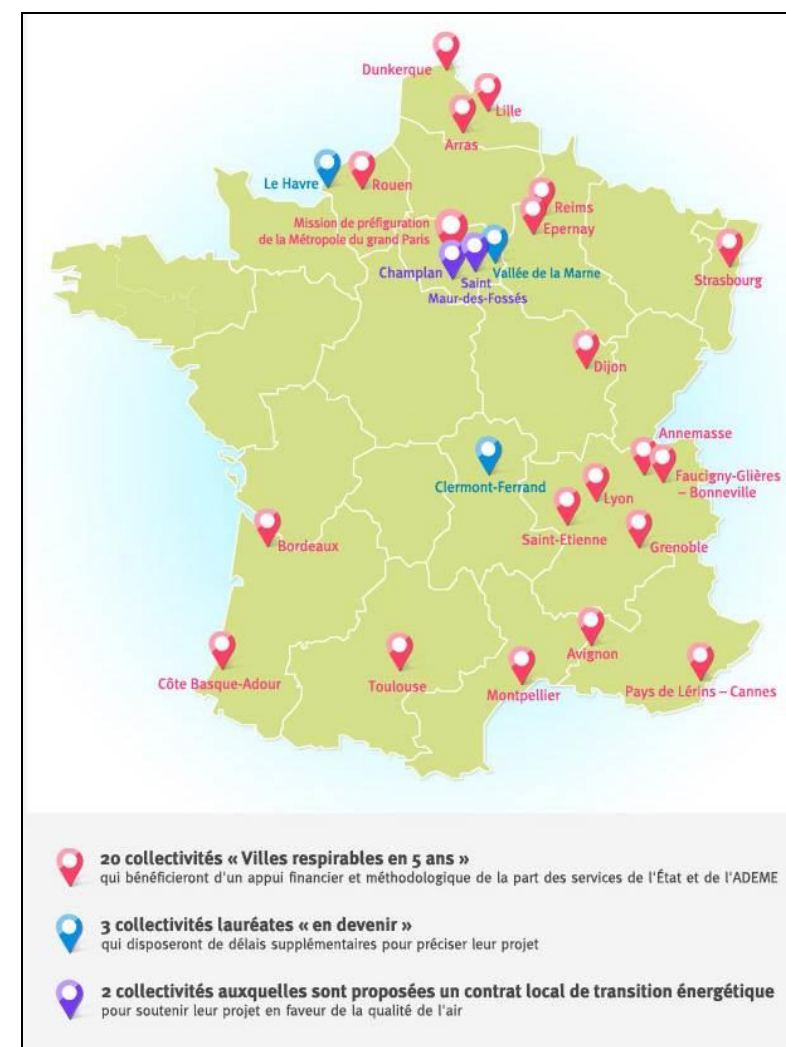 Dunkerque
Lille
Arras
Le Havre
Rouen
Reims
Epernay
Mission de préfiguration
de la Métropole du grand Paris
Champlan
Saint
Maur-des-Fossés
Vallée de la Marne
Strasbourg
Dijon
Annemasse
Faucigny-Glières
– Bonneville
Clermont-Ferrand
Lyon
Saint-Etienne
Grenoble
Bordeaux
Avignon
Côte Basque-Adour
Toulouse
Montpellier
Pays de Lérins – Cannes
20 collectivités « Villes respirables en 5 ans »
qui bénéficieront d'un appui financier et méthodologique de la part des services de l'État et de l'ADEME
3 collectivités lauréates « en devenir »
qui disposeront de délais supplémentaires pour préciser leur projet
2 collectivités auxquelles sont proposées un contrat local de transition énergétique
pour soutenir leur projet en faveur de la qualité de l'air